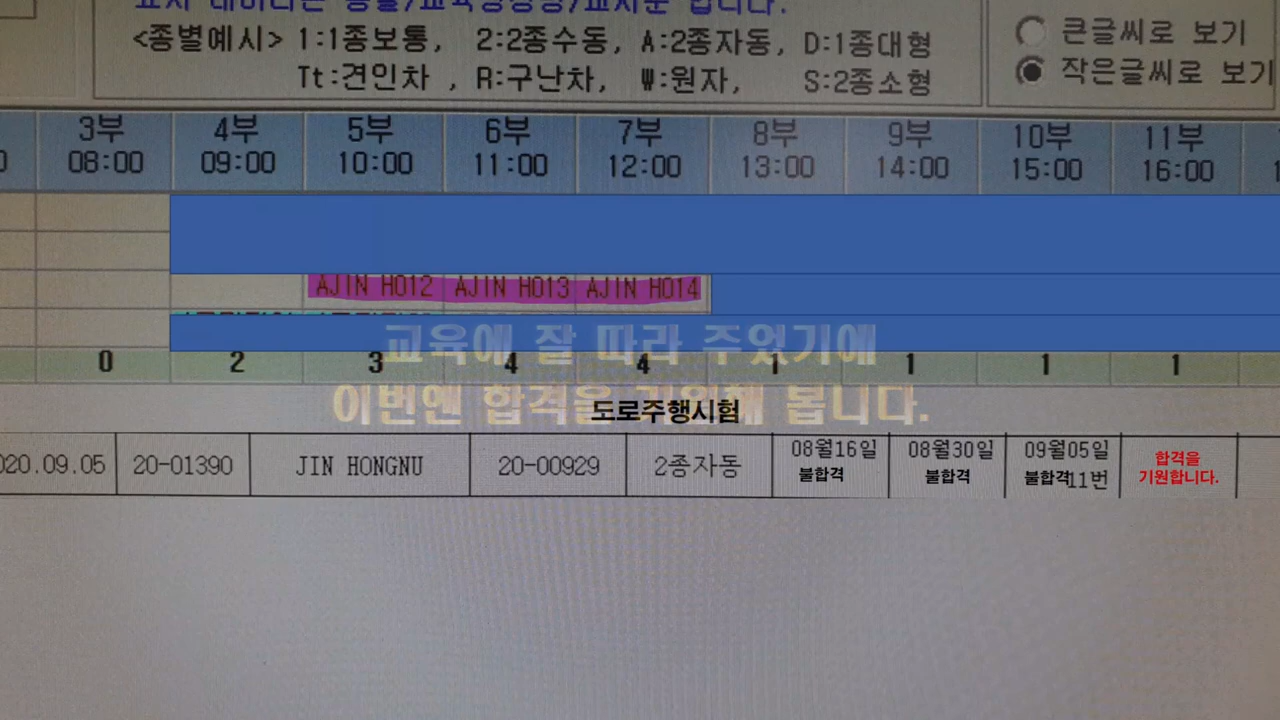 <종별예시> 1:1종보통, 2:2종수동, A:2종자동, D:1종대형
Tt:견인차 , R:구난차, ₩:원자, S:2종소형
큰글씨로 보기
작은글씨로 보기
3부 4부 5부 6부 7부 8부 9부 10부 11부
08:00 09:00 10:00 11:00 12:00 13:00 14:00 15:00 16:00
AJIN HO12 AJIN HO13 AJIN HO14
교육에 잘 따라 주었기에
0 2 3 4 4 1 1 1 1
이번엔 합격을 기원해 봅니다.
도로주행시험
020.09.05 20-01390 JIN HONGNU 20-00929 2종자동 08월16일 08월30일 09월05일 합격을
불합격 불합격 불합격 11번 기원합니다.